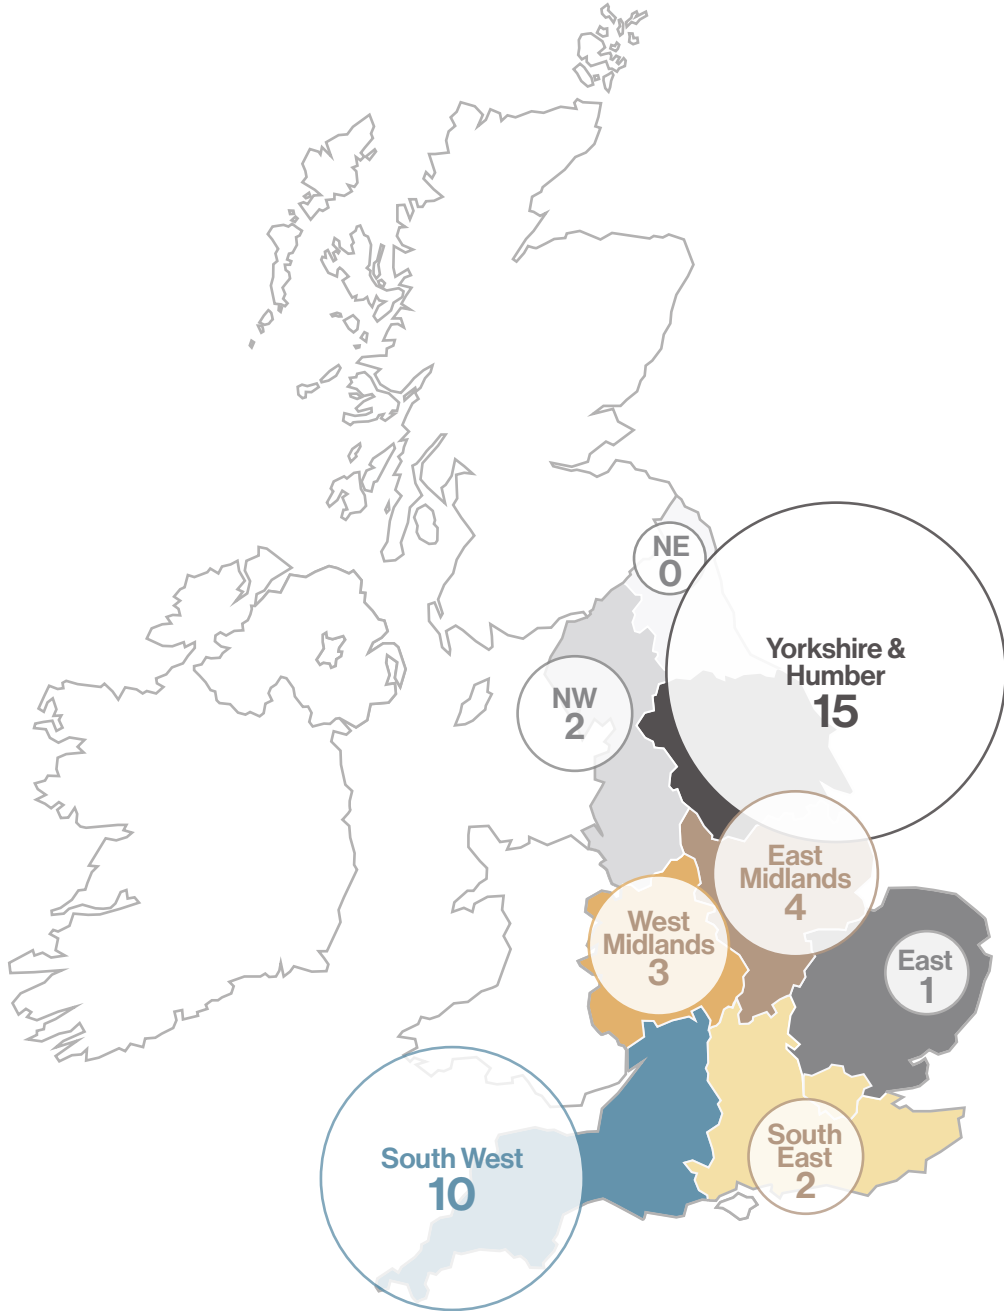 NE
0
Yorkshire &
Humber
15
NW
2
East
Midlands
4
West
Midlands
3
East
1
South
East
2
South West
10